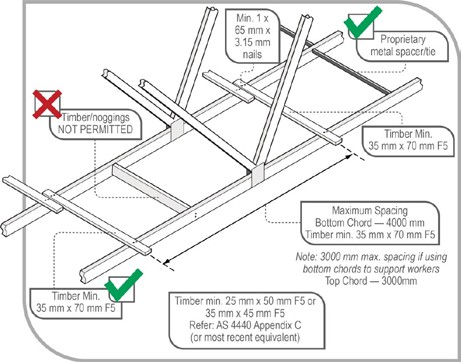 Min. 1 x
65 mm x
3.15 mm
nails
Proprietary
metal spacer/tie
Timber/noggings
NOT PERMITTED
Timber Min.
35 mm x 70 mm F5
Maximum Spacing
Bottom Chord — 4000 mm
Timber min. 35 mm x 70 mm F5
Note: 3000 mm max. spacing if using
bottom chords to support workers
Top Chord — 3000mm
Timber Min.
35 mm x 70 mm F5
Timber min. 25 mm x 50 mm F5 or
35 mm x 45 mm F5
Refer: AS 4440 Appendix C
(or most recent equivalent)